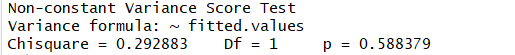 Non-constant Variance Score Test
Variance formula: ~ fitted.values
Chisquare = 0.292883    Df = 1     p = 0.588379